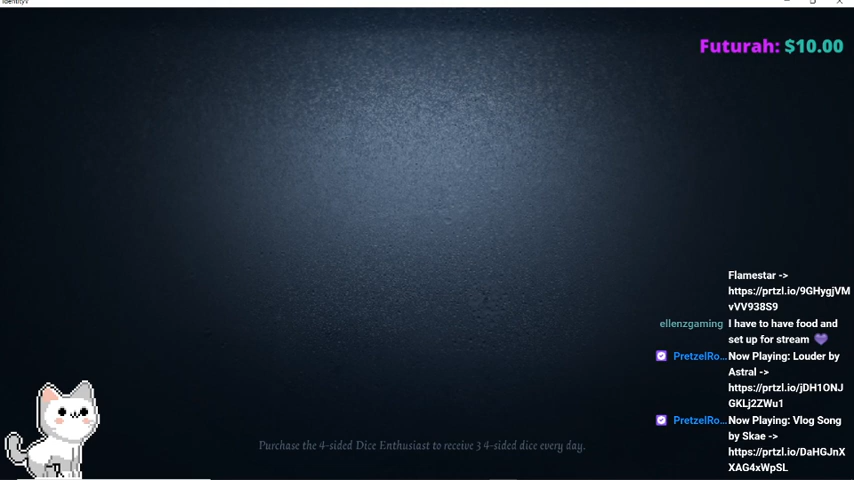 IdentityV
Futurah: $10.00
Flamestar ->
https://prtzl.io/9GHygjVM
vVV938S9
ellenzgaming I have to have food and
set up for stream
PretzelRo... Now Playing: Louder by
Astral ->
https://prtzl.io/jDH1ONJ
GKLj2ZWu1
PretzelRo... Now Playing: Vlog Song
by Skae ->
https://prtzl.io/DaHGJnX
XAG4xWpSL
Purchase the 4-sided Dice Enthusiast to receive 3 4-sided dice every day.